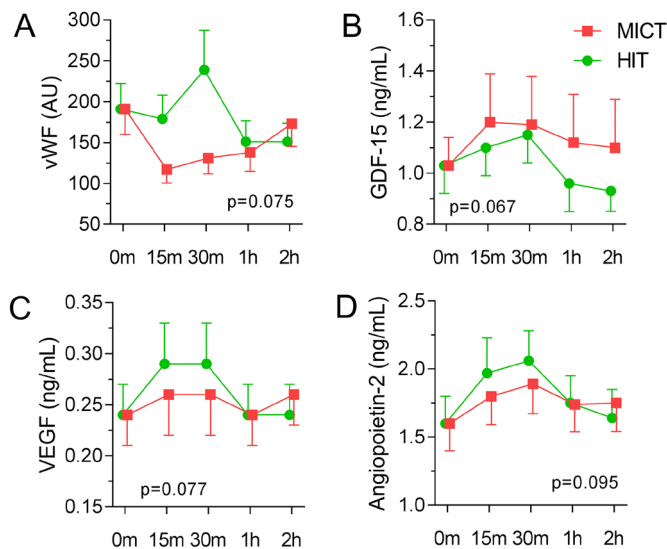 A
vWF (AU)
300
250
200
150
100
50
p=0.075
0m 15m 30m 1h 2h
B
GDF-15 (ng/mL)
1.6
1.4
1.2
1.0
0.8
MICT
HIT
p=0.067
0m 15m 30m 1h 2h
C
VEGF (ng/mL)
0.35
0.30
0.25
0.20
0.15
p=0.077
0m 15m 30m 1h 2h
D
Angiopoietin-2 (ng/mL)
2.5
2.0
1.5
1.0
p=0.095
0m 15m 30m 1h 2h